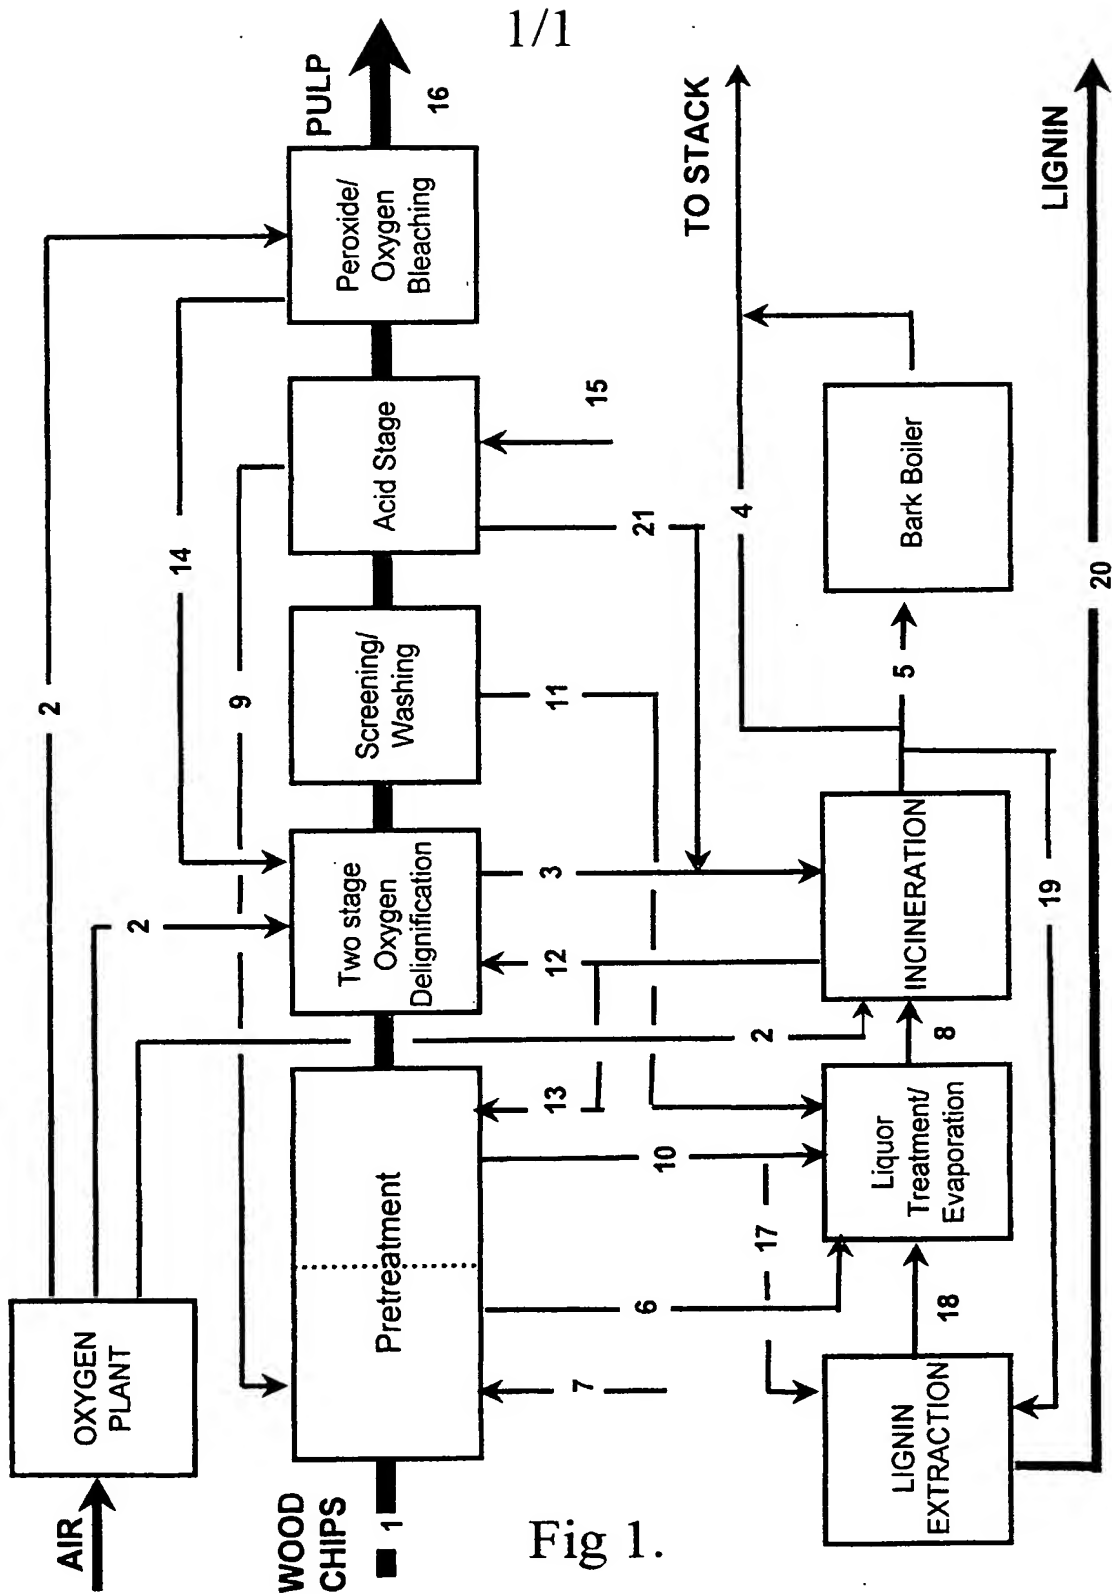 1/1
AIR
OXYGEN
PLANT
2
2
2
14
9
WOOD
CHIPS
1
Pretreatment
Two stage
Oxygen
Delignification
Screening/
Washing
Acid Stage
Peroxide/
Oxygen
Bleaching
PULP
16
7
6
10
13
12
3
11
21
15
17
LIGNIN
EXTRACTION
18
Liquor
Treatment/
Evaporation
8
INCINERATION
5
Bark Boiler
4
TO STACK
19
20
LIGNIN
Fig 1.